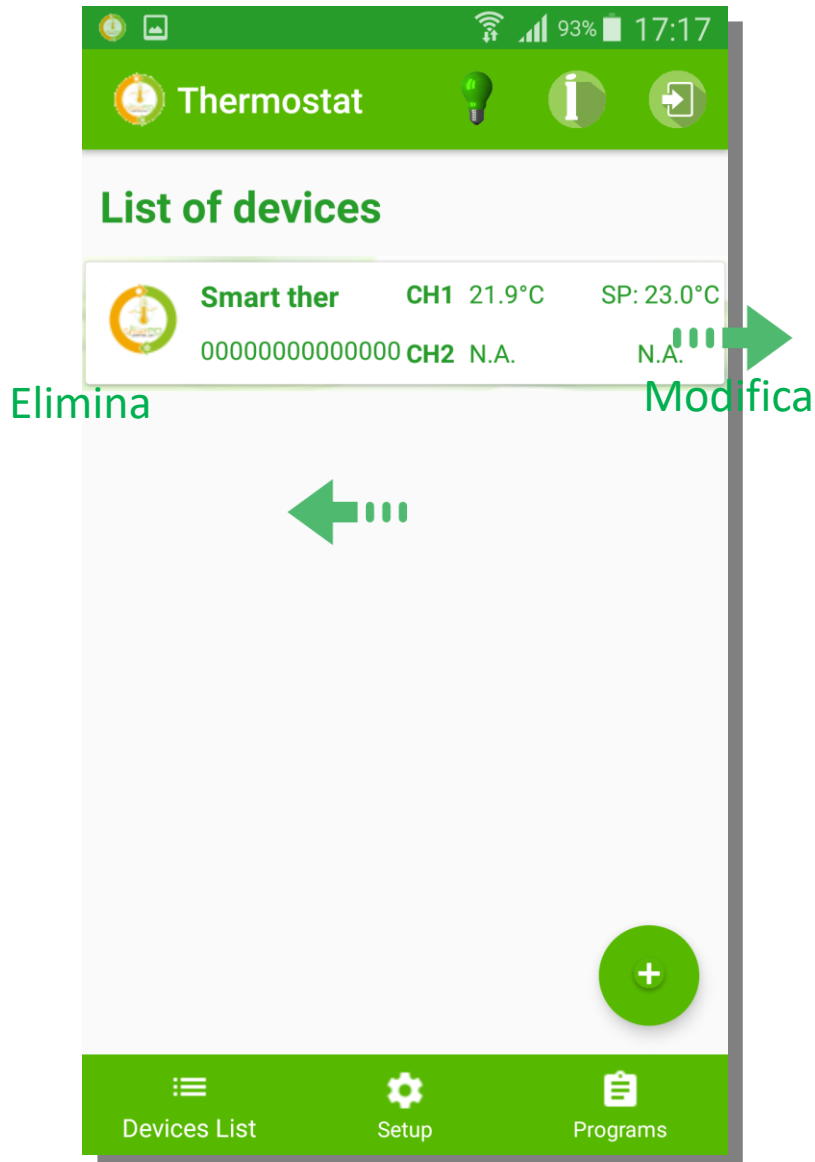 93% 17:17
Thermostat
List of devices
Smart ther CH1 21.9°C SP: 23.0°C
00000000000000 CH2 N.A. N.A.
Elimina Modifica
Devices List Setup Programs